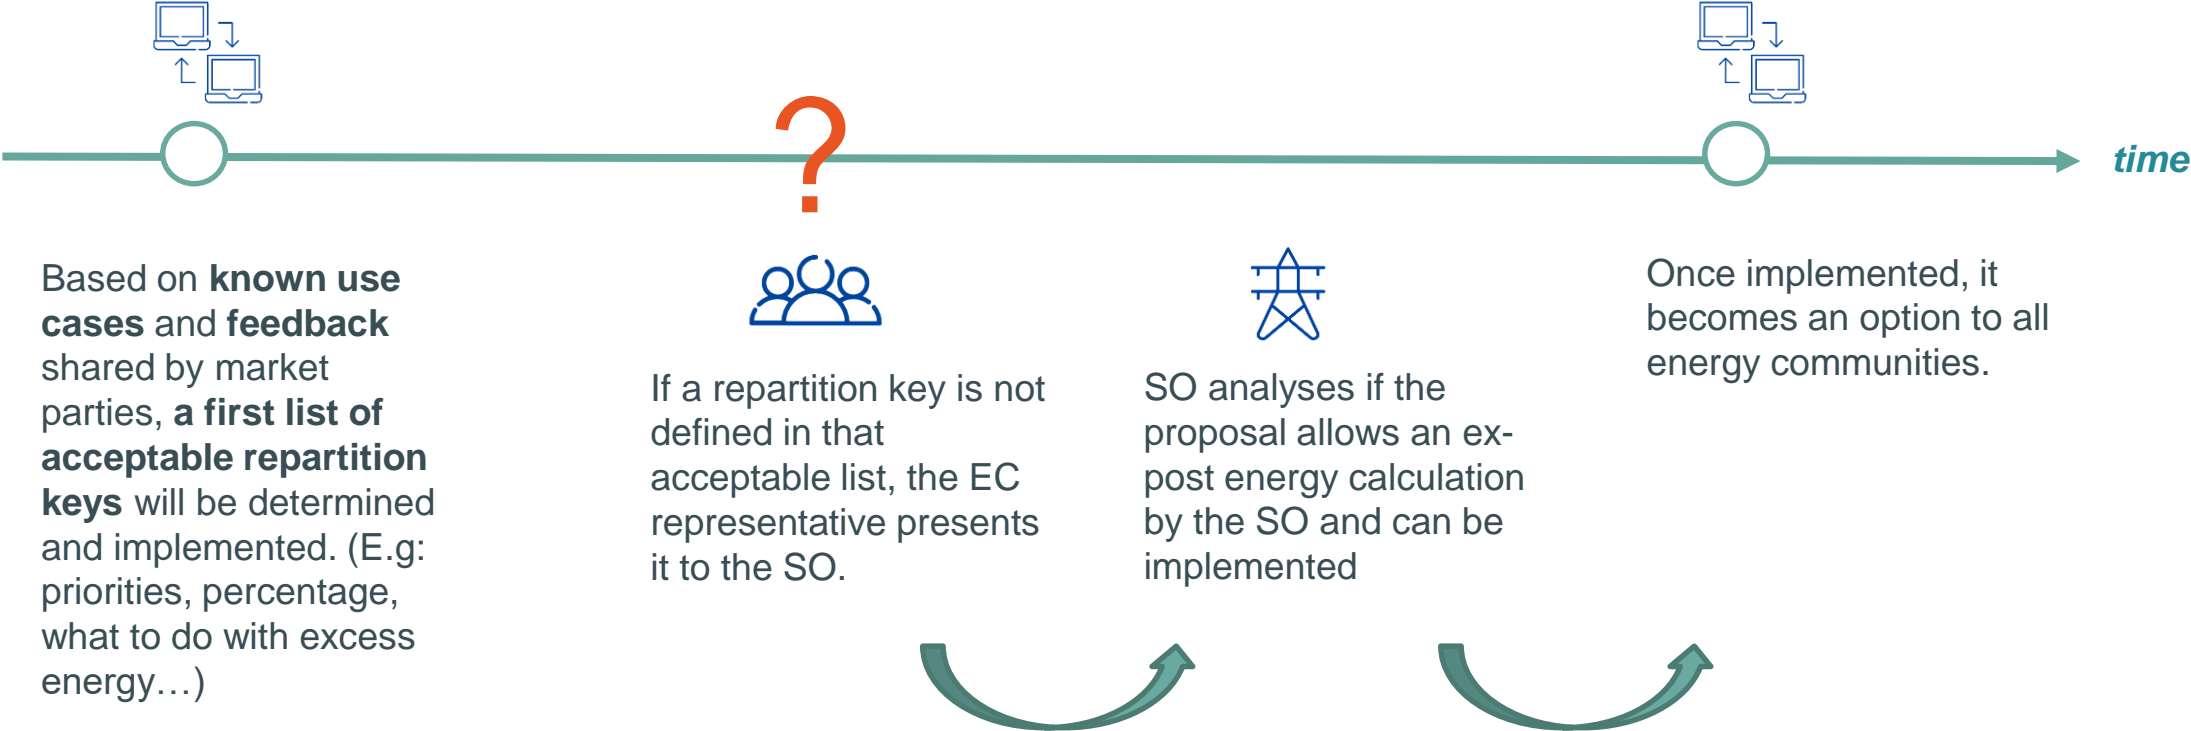 ?
time
Based on known use
cases and feedback
shared by market
parties, a first list of
acceptable repartition
keys will be determined
and implemented. (E.g:
priorities, percentage,
what to do with excess
energy…)
If a repartition key is not
defined in that
acceptable list, the EC
representative presents
it to the SO.
SO analyses if the
proposal allows an ex-
post energy calculation
by the SO and can be
implemented
Once implemented, it
becomes an option to all
energy communities.